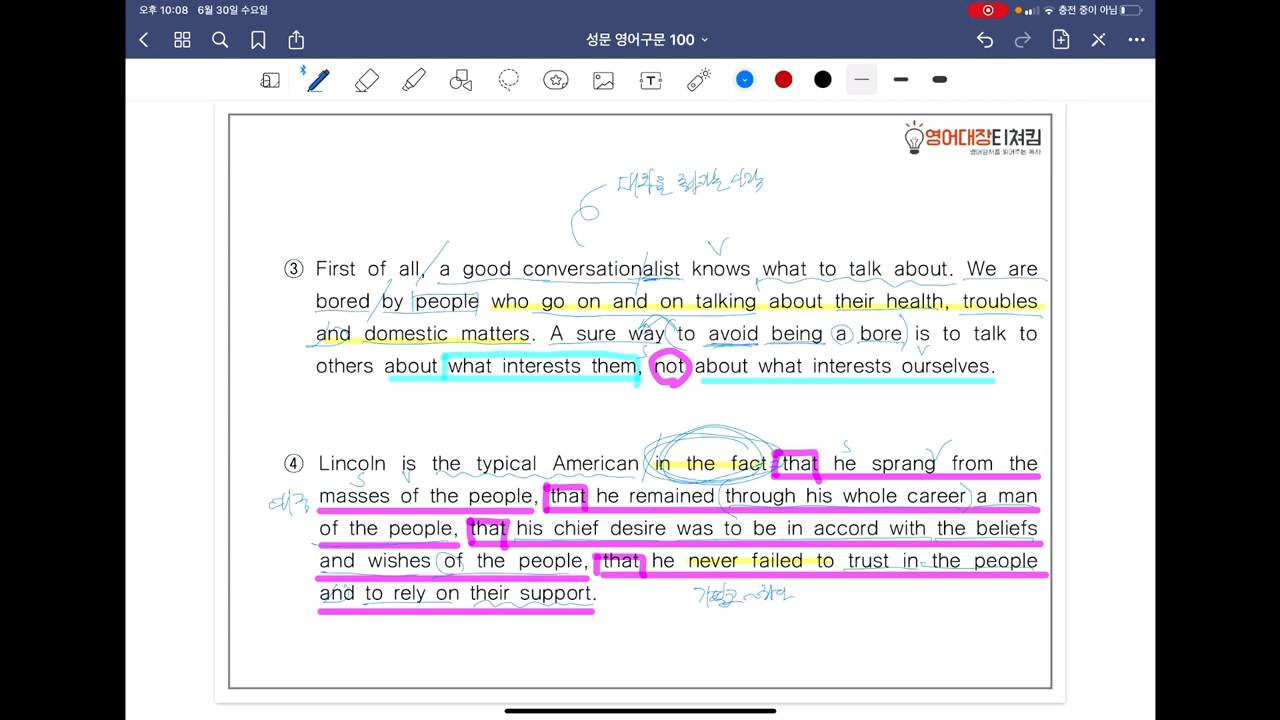 오후 10:08 6월 30일 수요일
충전 중이 아님
성문 영어구문 100
T
영어대장티쳐킴
대화를
③ First of all, a good conversationalist knows what to talk about. We are
bored by people who go on and on talking about their health, troubles
and domestic matters. A sure way to avoid being a bore is to talk to
others about what interests them, not about what interests ourselves.
S
V
④ Lincoln is the typical American in the fact that he sprang from the
masses of the people, that he remained through his whole career a man
대중
of the people, that his chief desire was to be in accord with the beliefs
and wishes of the people, that he never failed to trust in the people
and to rely on their support.